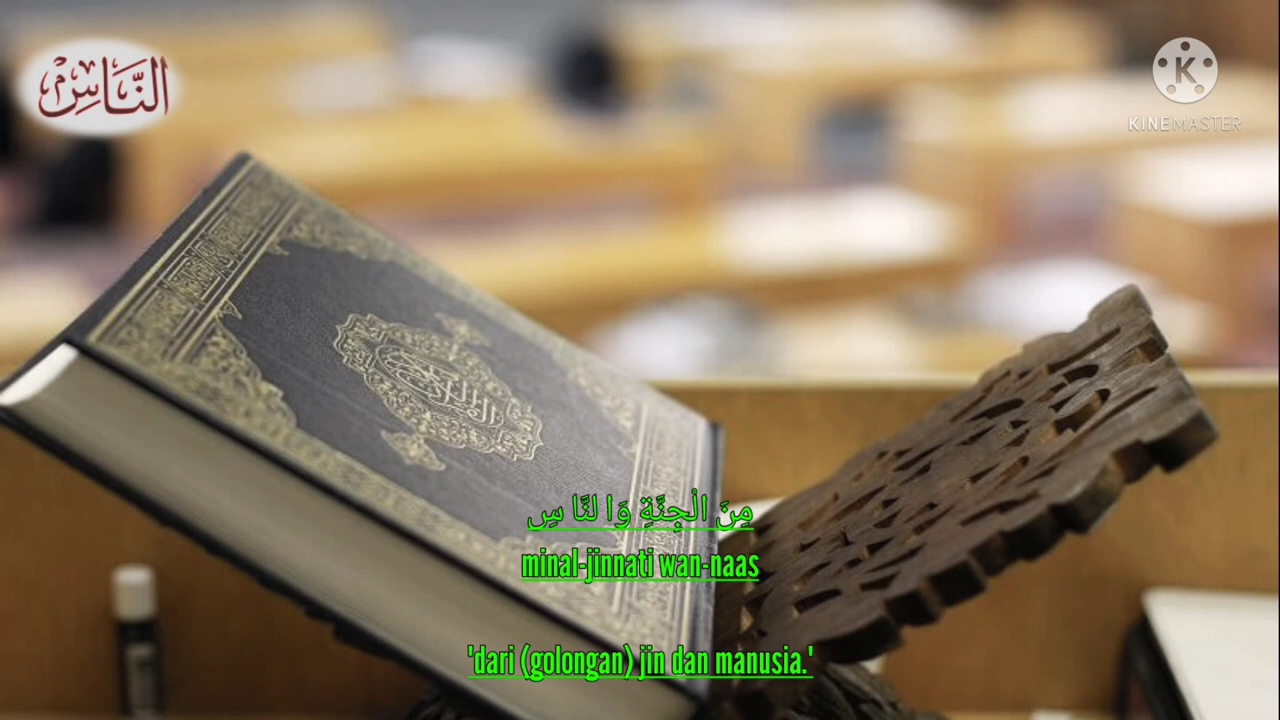 النَّاسِ
KINEMASTER
مِنَ الْجِنَّةِ وَا لنَّا سِ
minal-jinnati wan-naas
'dari (golongan) jin dan manusia.'